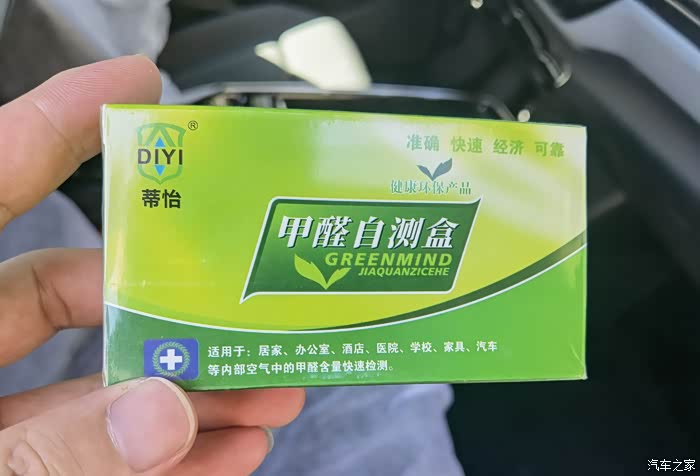 DIYI
®
蒂怡
准确 快速 经济 可靠
健康环保产品
甲醛自测盒
GREENMIND
JIAQUANZICEHE
适用于：居家、办公室、酒店、医院、学校、家具、汽车
等内部空气中的甲醛含量快速检测。
汽车之家